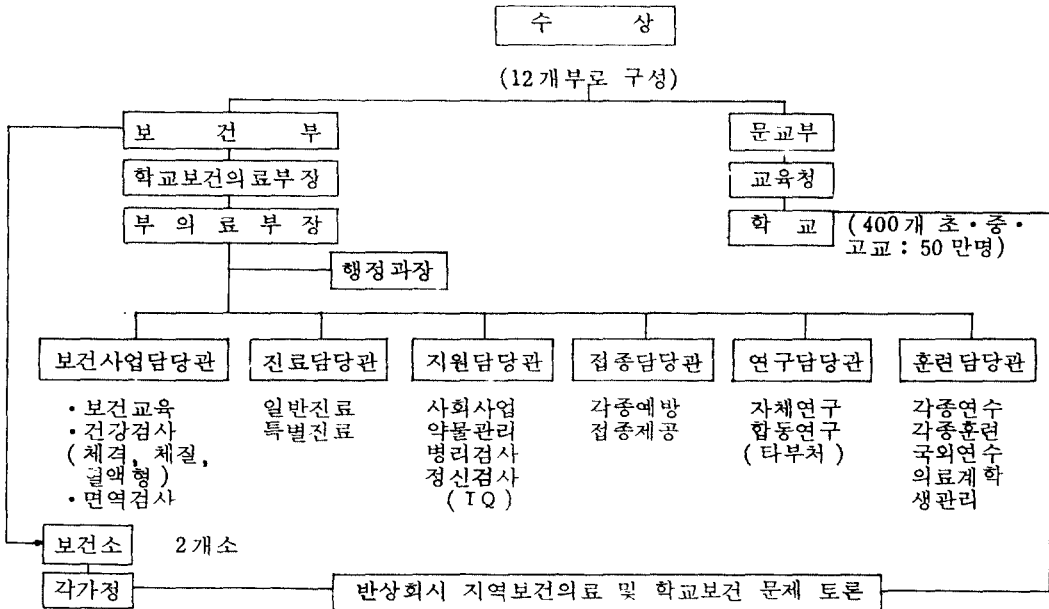 수 상
(12개부로 구성)
보 건 부
문교부
학교보건의료부장
교육청
부 의 료 부 장
학 교 (400개 초·중·
고교 : 50 만명)
행정과장
보건사업담당관
진료담당관
지원담당관
접종담당관
연구담당관
훈련담당관
• 보건교육
• 건강검사
(체격, 체질,
혈액형)
• 면역검사
일반진료
특별진료
사회사업
약물관리
병리검사
정신검사
(IQ)
각종예방
접종제공
자체연구
합동연구
(타부처)
각종연수
각종훈련
국외연수
의료계학
생관리
보건소 2개소
각가정
반상회시 지역보건의료 및 학교보건 문제 토론